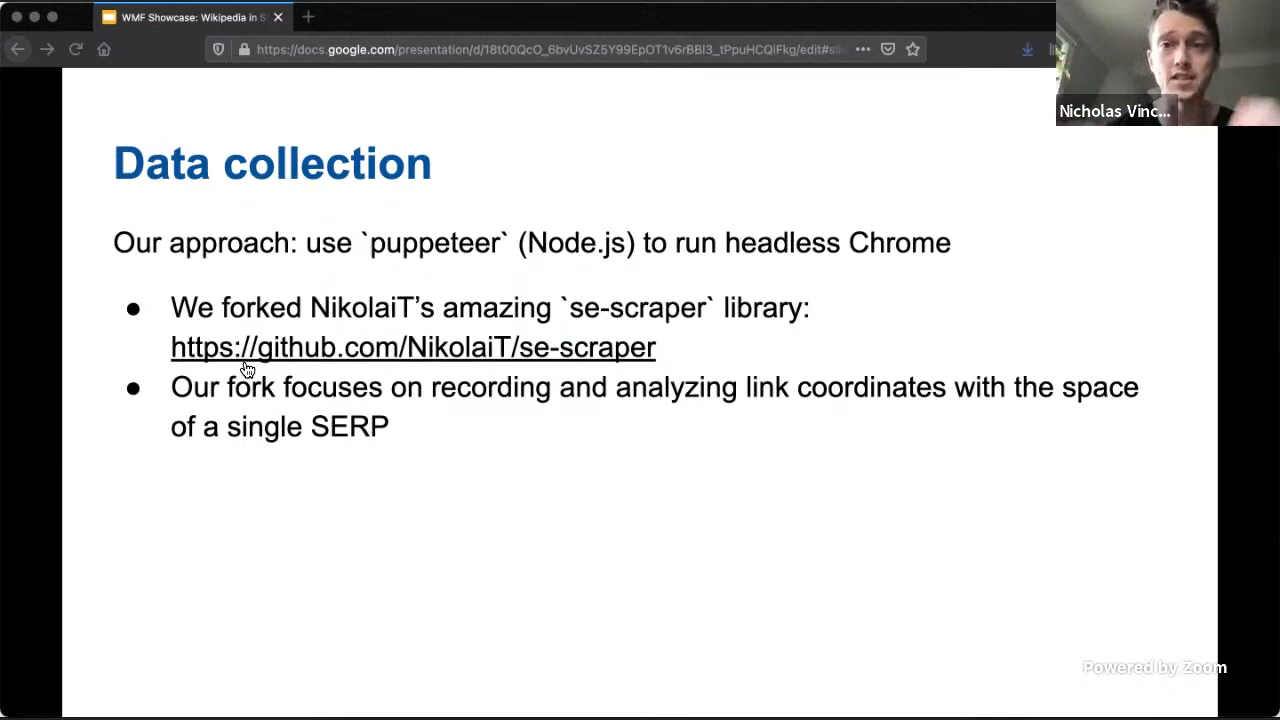 WMF Showcase: Wikipedia in S
https://docs.google.com/presentation/d/18t00QcO_6bvUvSZ5Y99EpOT1v6rBBI3_tPpuHCQiFkg/edit#sli
Nicholas Vinc...
Data collection
Our approach: use `puppeteer` (Node.js) to run headless Chrome
● We forked NikolaiT’s amazing `se-scraper` library:
https://github.com/NikolaiT/se-scraper
● Our fork focuses on recording and analyzing link coordinates with the space
of a single SERP
Powered by Zoom